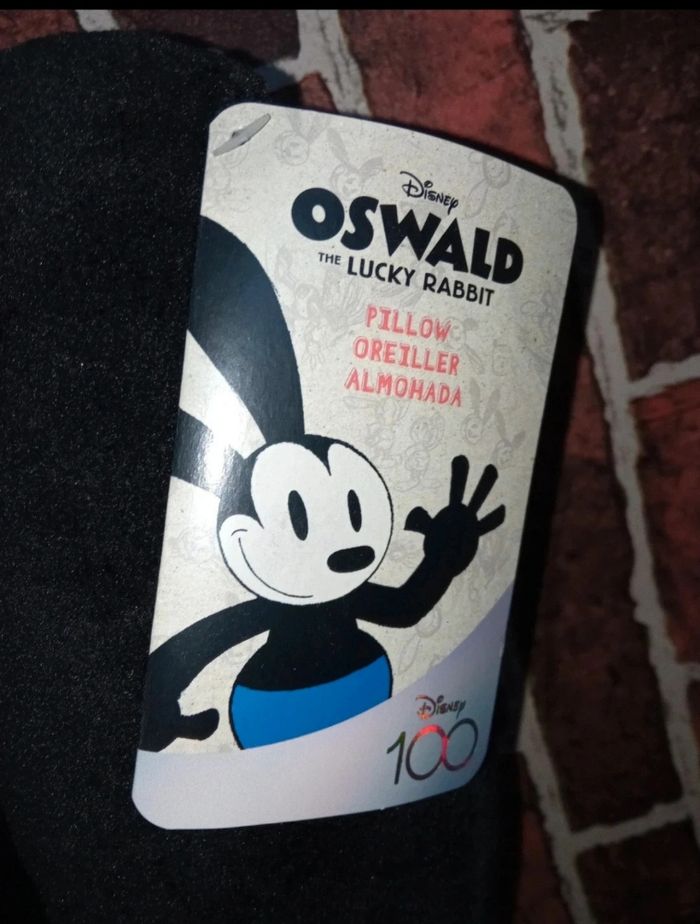 Disney
OSWALD
THE LUCKY RABBIT
PILLOW
OREILLER
ALMOHADA
Disney
100